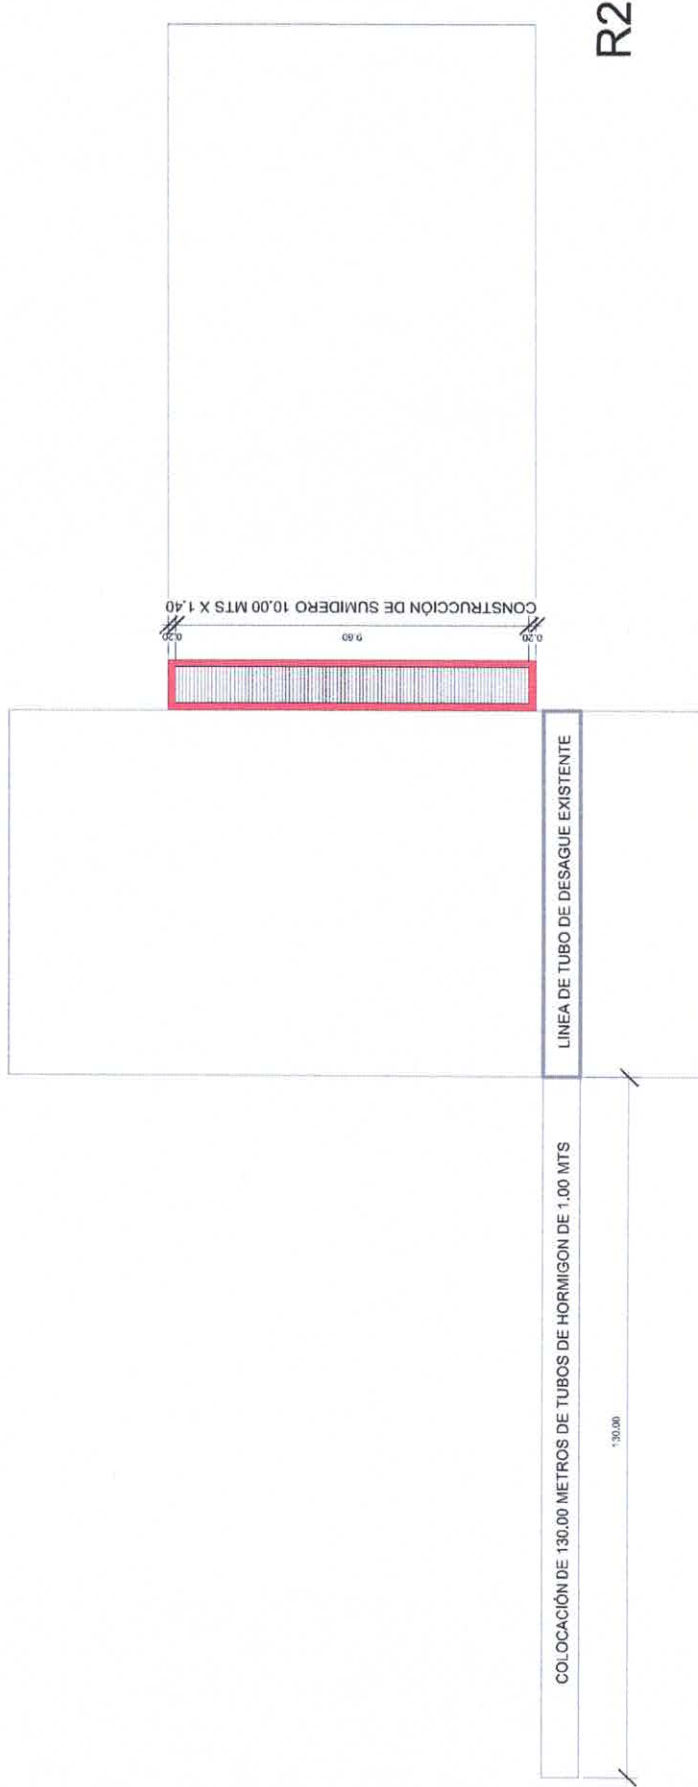 R2
CONSTRUCCIÓN DE SUMIDERO 10,00 MTS X 1,40
0.20
9.60
0.20
LINEA DE TUBO DE DESAGUE EXISTENTE
COLOCACIÓN DE 130.00 METROS DE TUBOS DE HORMIGON DE 1.00 MTS
130.00